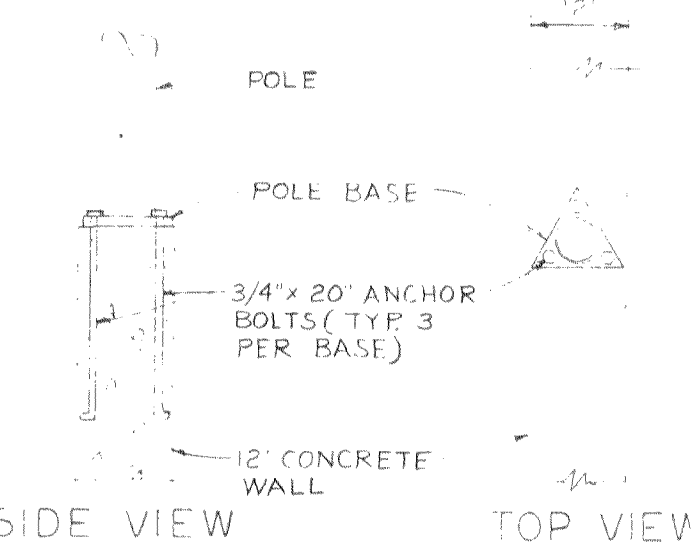 POLE
POLE BASE
3/4" x 20" ANCHOR
BOLTS ( TYP. 3
PER BASE)
12" CONCRETE
WALL
SIDE VIEW
TOP VIEW